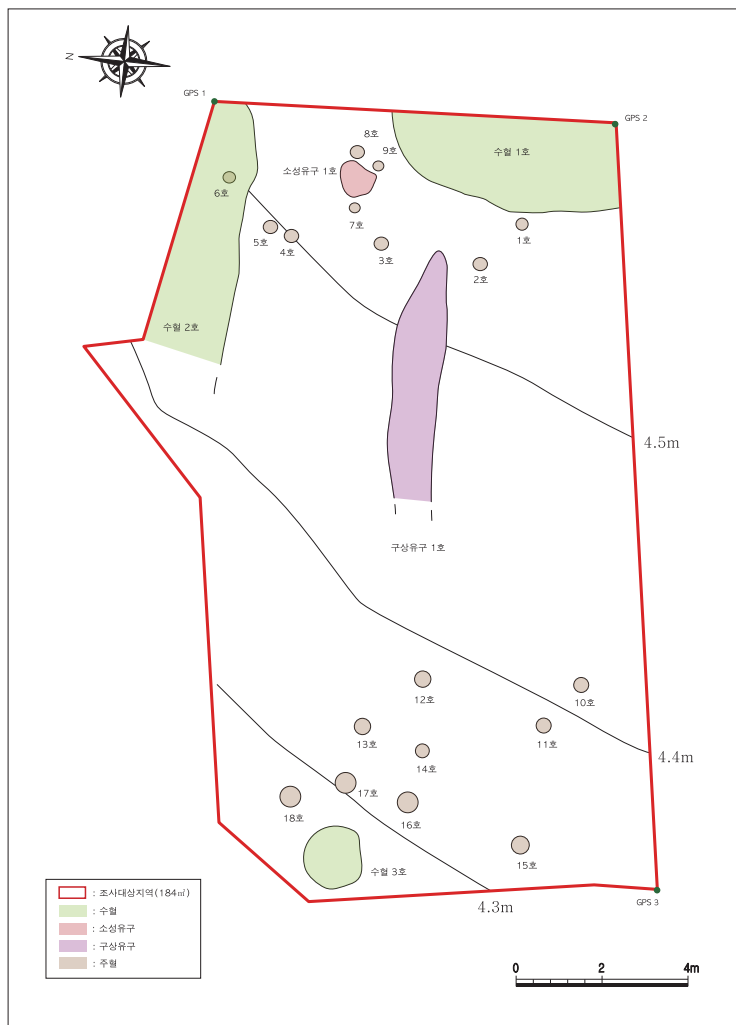 N
GPS 1
GPS 2
8호
9호
수혈 1호
소성유구 1호
6호
7호
1호
5호
4호
3호
2호
수혈 2호
4.5m
구상유구 1호
12호
10호
13호
11호
14호
4.4m
17호
18호
16호
15호
수혈 3호
GPS 3
4.3m
: 조사대상지역(184㎡)
: 수혈
: 소성유구
: 구상유구
: 주혈
0 2 4m